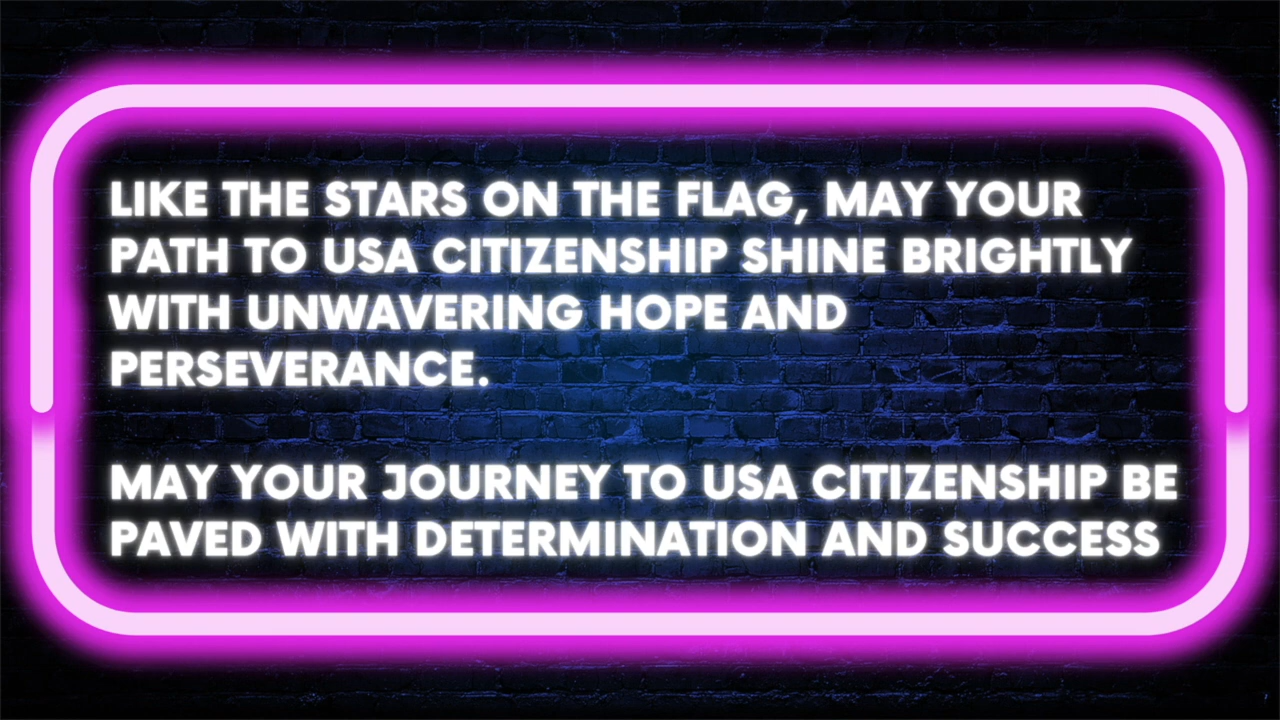 LIKE THE STARS ON THE FLAG, MAY YOUR
PATH TO USA CITIZENSHIP SHINE BRIGHTLY
WITH UNWAVERING HOPE AND
PERSEVERANCE.
MAY YOUR JOURNEY TO USA CITIZENSHIP BE
PAVED WITH DETERMINATION AND SUCCESS